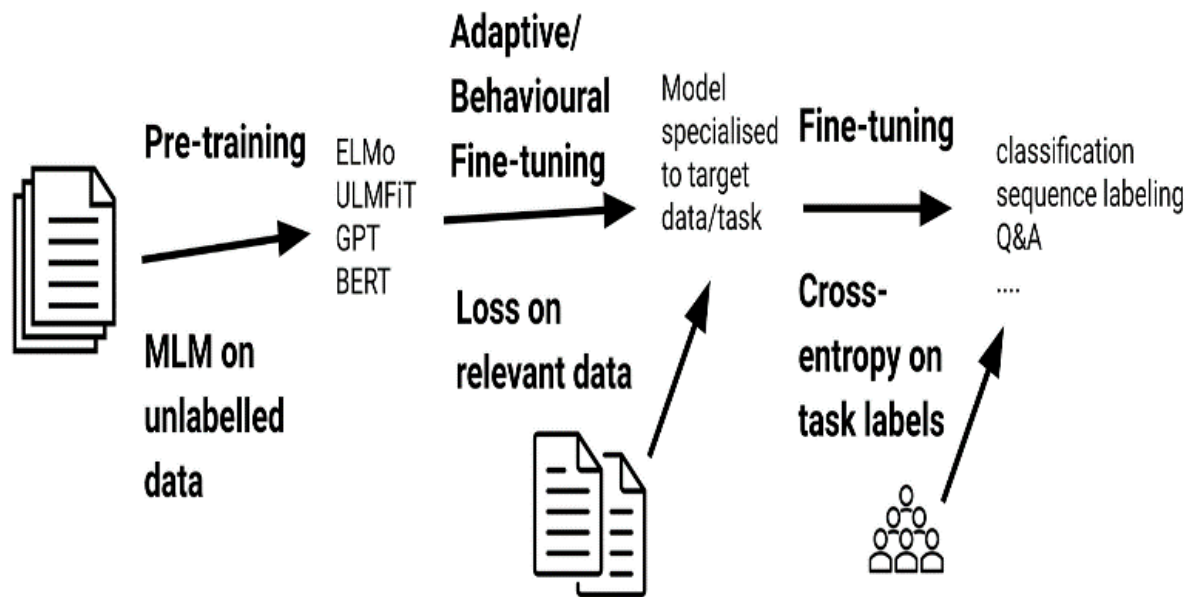 Pre-training
MLM on
unlabelled
data
ELMo
ULMFiT
GPT
BERT
Adaptive/
Behavioural
Fine-tuning
Loss on
relevant data
Model
specialised
to target
data/task
Fine-tuning
Cross-
entropy on
task labels
classification
sequence labeling
Q&A
....